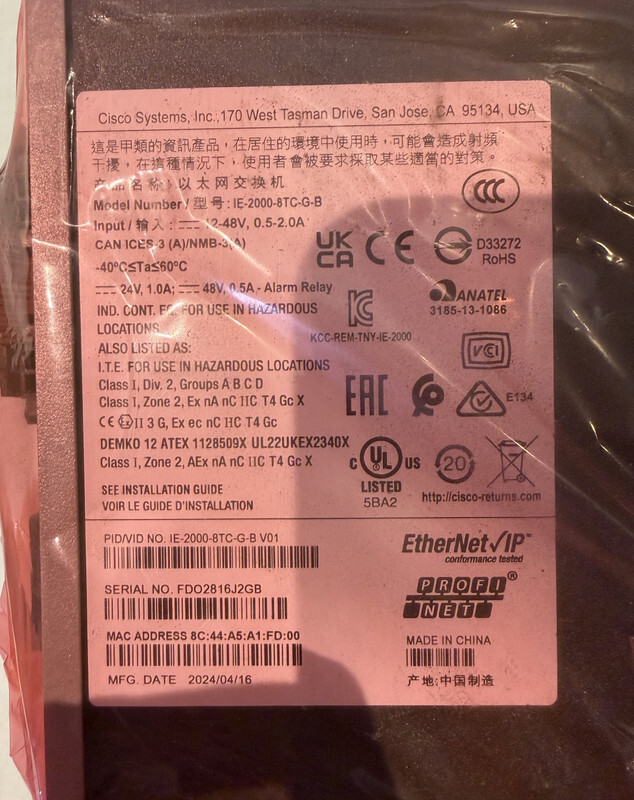 Cisco Systems, Inc.,170 West Tasman Drive, San Jose, CA 95134, USA
這是甲類的資訊產品，在居住的環境中使用時，可能會造成射頻
干擾，在這種情況下，使用者會被要求採取某些適當的對策。
产品名称：以太网交换机
Model Number / 型号: IE-2000-8TC-G-B
Input / 输入: 12-48V, 0.5-2.0A
CAN ICES-3 (A)/NMB-3(A)
-40ºC≤Ta≤60ºC
24V, 1.0A; 48V, 0.5A - Alarm Relay
IND. CONT. EQ. FOR USE IN HAZARDOUS
LOCATIONS
ALSO LISTED AS:
I.T.E. FOR USE IN HAZARDOUS LOCATIONS
Class I, Div. 2, Groups A B C D
Class I, Zone 2, Ex nA nC IIC T4 Gc X
CE Ex II 3 G, Ex ec nC IIC T4 Gc
DEMKO 12 ATEX 1128509X UL22UKEX2340X
Class I, Zone 2, AEx nA nC IIC T4 Gc X
SEE INSTALLATION GUIDE
VOIR LE GUIDE D'INSTALLATION
CCC
UK
CA
CE
D33272
RoHS
ANATEL
3185-13-1086
KCC-REM-TNY-IE-2000
VCCI
EAC
E134
C UL US
LISTED
5BA2
20
http://cisco-returns.com
PID/VID NO. IE-2000-8TC-G-B V01
SERIAL NO. FDO2816J2GB
MAC ADDRESS 8C:44:A5:A1:FD:00
MFG. DATE 2024/04/16
EtherNet/IP™
conformance tested
PROFI®
NET
MADE IN CHINA
产地:中国制造